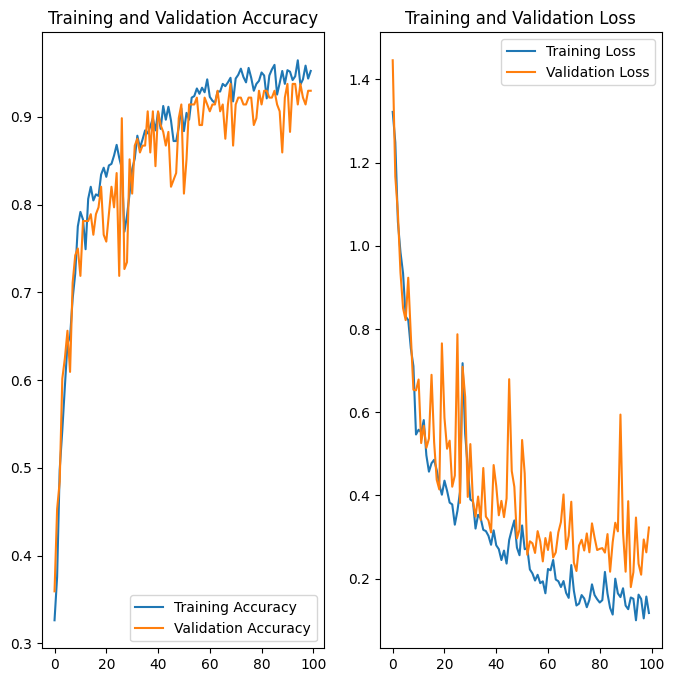 Training and Validation Accuracy
0.9
0.8
0.7
0.6
0.5
0.4
0.3
0 20 40 60 80 100
Training Accuracy
Validation Accuracy
Training and Validation Loss
1.4
1.2
1.0
0.8
0.6
0.4
0.2
0 20 40 60 80 100
Training Loss
Validation Loss